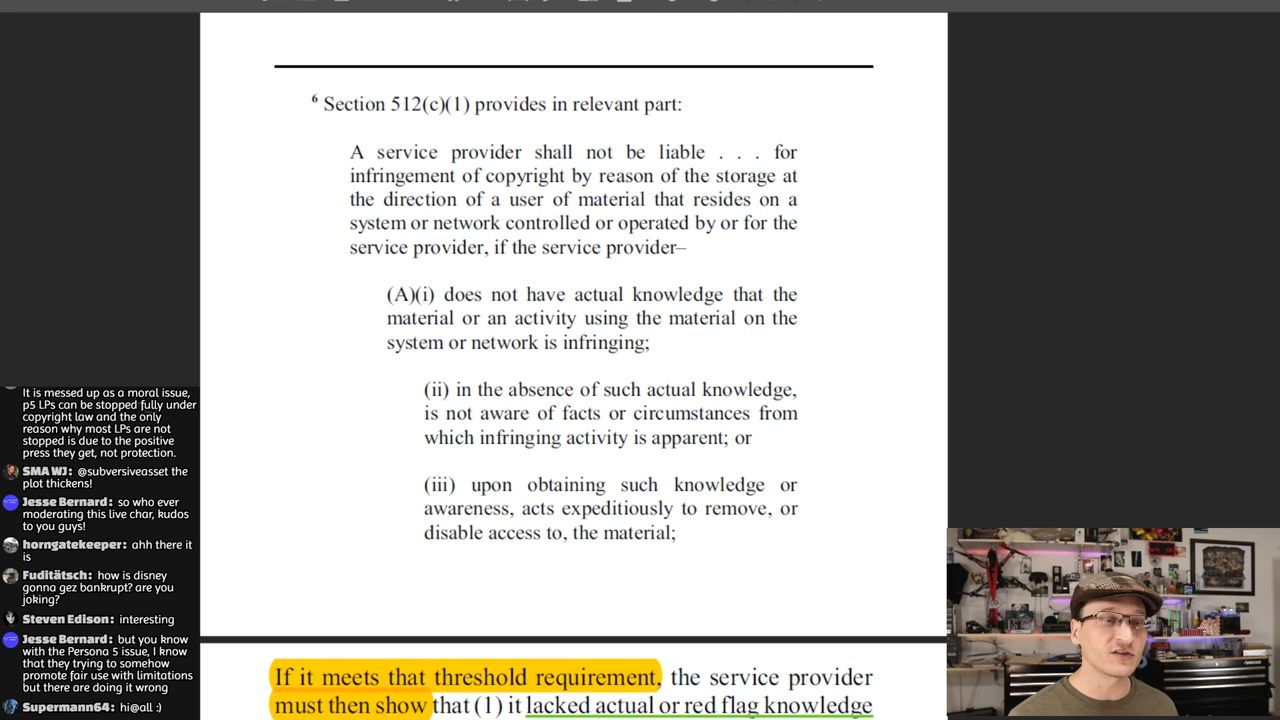 6 Section 512(c)(1) provides in relevant part:
A service provider shall not be liable . . . for
infringement of copyright by reason of the storage at
the direction of a user of material that resides on a
system or network controlled or operated by or for the
service provider, if the service provider–
(A)(i) does not have actual knowledge that the
material or an activity using the material on the
system or network is infringing;
(ii) in the absence of such actual knowledge,
is not aware of facts or circumstances from
which infringing activity is apparent; or
(iii) upon obtaining such knowledge or
awareness, acts expeditiously to remove, or
disable access to, the material;
If it meets that threshold requirement, the service provider
must then show that (1) it lacked actual or red flag knowledge
It is messed up as a moral issue,
p5 LPs can be stopped fully under
copyright law and the only
reason why most LPs are not
stopped is due to the positive
press they get, not protection.
SMA WJ: @subversiveasset the
plot thickens!
Jesse Bernard: so who ever
moderating this live char, kudos
to you guys!
horngatekeeper: ahh there it
is
Fuditätsch: how is disney
gonna gez bankrupt? are you
joking?
Steven Edison: interesting
Jesse Bernard: but you know
with the Persona 5 issue, I know
that they trying to somehow
promote fair use with limitations
but there are doing it wrong
Supermann64: hi@all :)